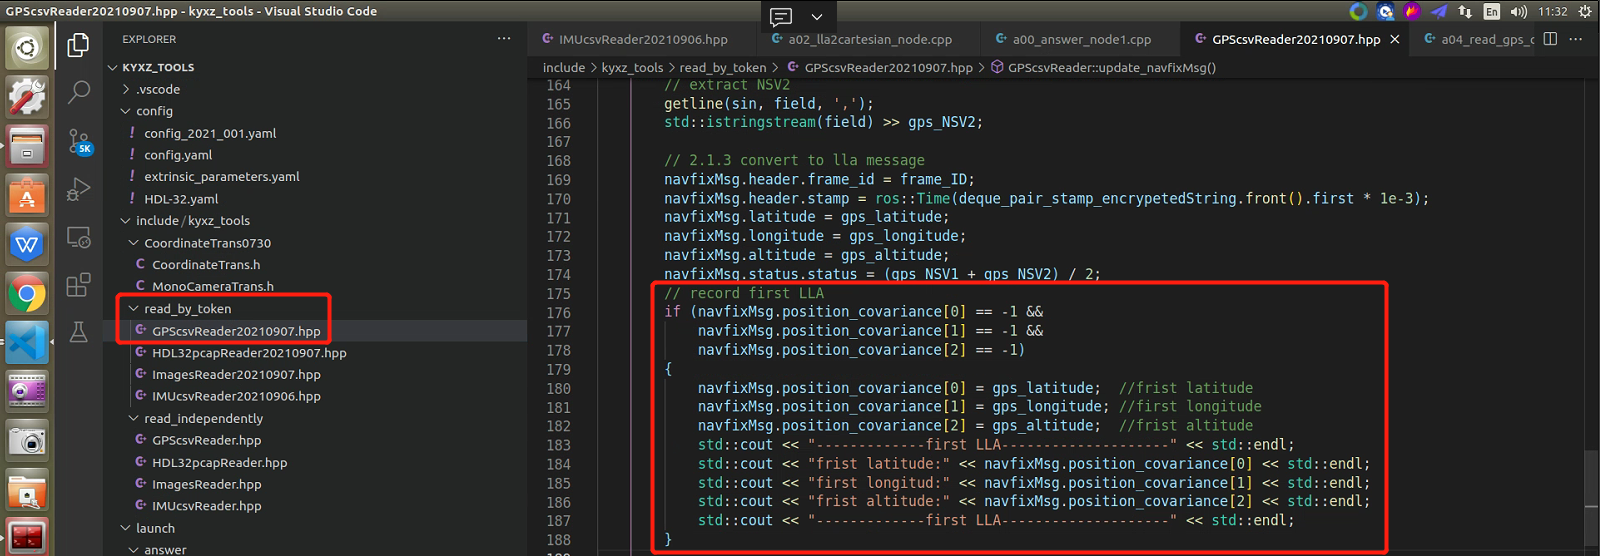 GPScsvReader20210907.hpp - kyxz_tools - Visual Studio Code
En
11:32
EXPLORER
KYXZ_TOOLS
.vscode
config
config_2021_001.yaml
config.yaml
extrinsic_parameters.yaml
HDL-32.yaml
include / kyxz_tools
CoordinateTrans0730
C CoordinateTrans.h
C MonoCameraTrans.h
read_by_token
GPScsvReader20210907.hpp
HDL32pcapReader20210907.hpp
ImagesReader20210907.hpp
IMUcsvReader20210906.hpp
read_independently
GPScsvReader.hpp
HDL32pcapReader.hpp
ImagesReader.hpp
IMUcsvReader.hpp
launch
answer
5K
IMUcsvReader20210906.hpp
a02_lla2cartesian_node.cpp
a00_answer_node1.cpp
GPScsvReader20210907.hpp
a04_read_gps_c
include > kyxz_tools > read_by_token > GPScsvReader20210907.hpp > GPScsvReader::update_navfixMsg()
164 // extract NSV2
165 getline(sin, field, ',');
166 std::istringstream(field) >> gps_NSV2;
167
168 // 2.1.3 convert to lla message
169 navfixMsg.header.frame_id = frame_ID;
170 navfixMsg.header.stamp = ros::Time(deque_pair_stamp_encrypetedString.front().first * 1e-3);
171 navfixMsg.latitude = gps_latitude;
172 navfixMsg.longitude = gps_longitude;
173 navfixMsg.altitude = gps_altitude;
174 navfixMsg.status.status = (gps_NSV1 + gps_NSV2) / 2;
175 // record first LLA
176 if (navfixMsg.position_covariance[0] == -1 &&
177 navfixMsg.position_covariance[1] == -1 &&
178 navfixMsg.position_covariance[2] == -1)
179 {
180 navfixMsg.position_covariance[0] = gps_latitude; //frist latitude
181 navfixMsg.position_covariance[1] = gps_longitude; //first longitude
182 navfixMsg.position_covariance[2] = gps_altitude; //frist altitude
183 std::cout << "-------------first LLA--------------------" << std::endl;
184 std::cout << "frist latitude:" << navfixMsg.position_covariance[0] << std::endl;
185 std::cout << "first longitud:" << navfixMsg.position_covariance[1] << std::endl;
186 std::cout << "frist altitude:" << navfixMsg.position_covariance[2] << std::endl;
187 std::cout << "-------------first LLA--------------------" << std::endl;
188 }